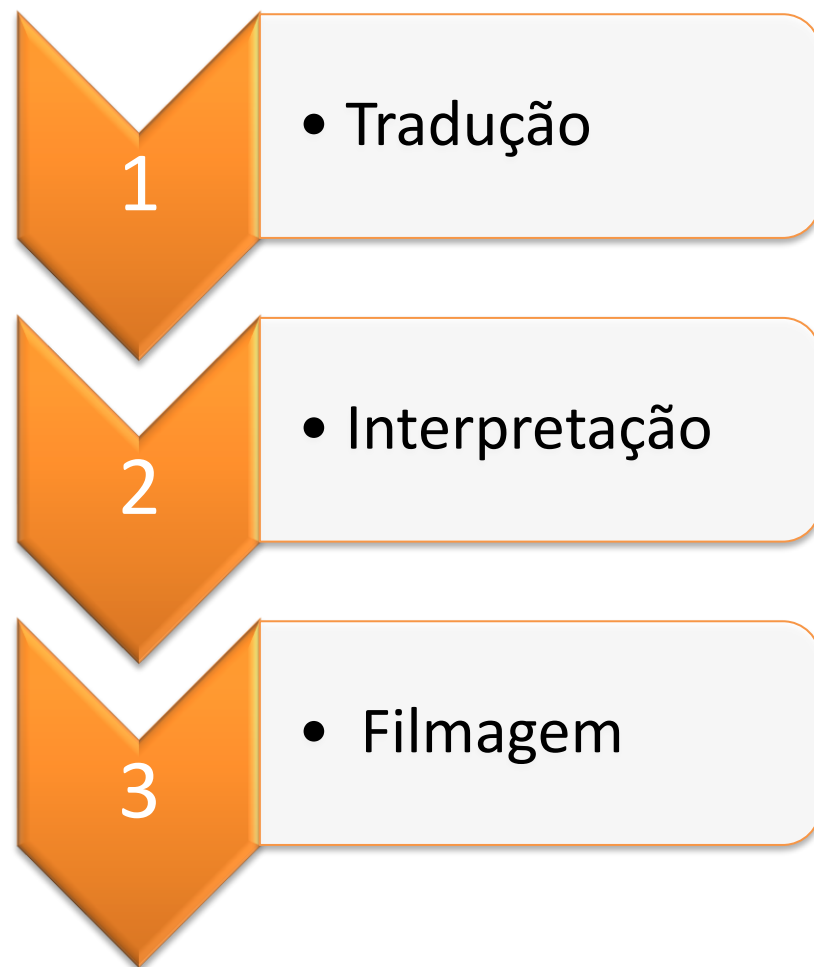 1
• Tradução
2
• Interpretação
3
• Filmagem